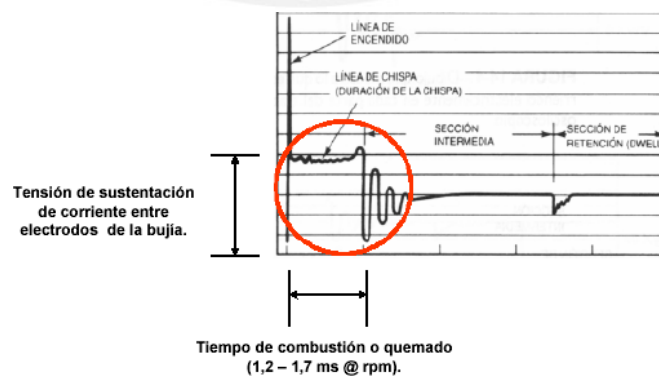 LÍNEA DE
ENCENDIDO
LÍNEA DE CHISPA
(DURACIÓN DE LA CHISPA)
SECCIÓN
INTERMEDIA
SECCIÓN DE
RETENCIÓN (DWELL
Tensión de sustentación
de corriente entre
electrodos de la bujía.
Tiempo de combustión o quemado
(1,2 – 1,7 ms @ rpm).